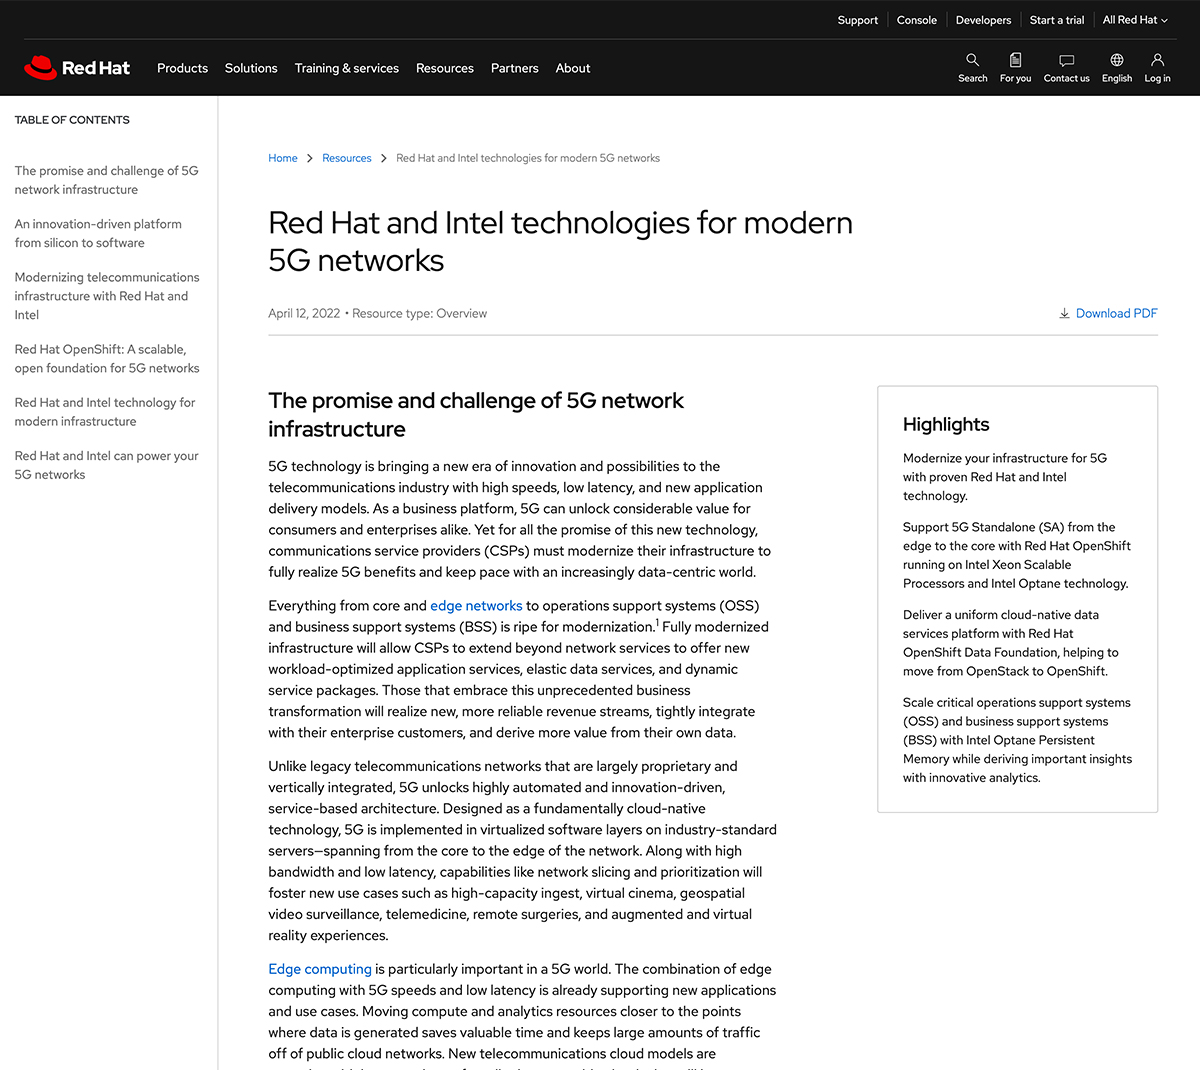 Support Console Developers Start a trial All Red Hat
Red Hat Products Solutions Training & services Resources Partners About
Search For you Contact us English Log in
TABLE OF CONTENTS
The promise and challenge of 5G
network infrastructure
An innovation-driven platform
from silicon to software
Modernizing telecommunications
infrastructure with Red Hat and
Intel
Red Hat OpenShift: A scalable,
open foundation for 5G networks
Red Hat and Intel technology for
modern infrastructure
Red Hat and Intel can power your
5G networks
Home > Resources > Red Hat and Intel technologies for modern 5G networks
Red Hat and Intel technologies for modern
5G networks
April 12, 2022 • Resource type: Overview
Download PDF
The promise and challenge of 5G network
infrastructure
5G technology is bringing a new era of innovation and possibilities to the
telecommunications industry with high speeds, low latency, and new application
delivery models. As a business platform, 5G can unlock considerable value for
consumers and enterprises alike. Yet for all the promise of this new technology,
communications service providers (CSPs) must modernize their infrastructure to
fully realize 5G benefits and keep pace with an increasingly data-centric world.
Everything from core and edge networks to operations support systems (OSS)
and business support systems (BSS) is ripe for modernization.1 Fully modernized
infrastructure will allow CSPs to extend beyond network services to offer new
workload-optimized application services, elastic data services, and dynamic
service packages. Those that embrace this unprecedented business
transformation will realize new, more reliable revenue streams, tightly integrate
with their enterprise customers, and derive more value from their own data.
Unlike legacy telecommunications networks that are largely proprietary and
vertically integrated, 5G unlocks highly automated and innovation-driven,
service-based architecture. Designed as a fundamentally cloud-native
technology, 5G is implemented in virtualized software layers on industry-standard
servers—spanning from the core to the edge of the network. Along with high
bandwidth and low latency, capabilities like network slicing and prioritization will
foster new use cases such as high-capacity ingest, virtual cinema, geospatial
video surveillance, telemedicine, remote surgeries, and augmented and virtual
reality experiences.
Edge computing is particularly important in a 5G world. The combination of edge
computing with 5G speeds and low latency is already supporting new applications
and use cases. Moving compute and analytics resources closer to the points
where data is generated saves valuable time and keeps large amounts of traffic
off of public cloud networks. New telecommunications cloud models are
Highlights
Modernize your infrastructure for 5G
with proven Red Hat and Intel
technology.
Support 5G Standalone (SA) from the
edge to the core with Red Hat OpenShift
running on Intel Xeon Scalable
Processors and Intel Optane technology.
Deliver a uniform cloud-native data
services platform with Red Hat
OpenShift Data Foundation, helping to
move from OpenStack to OpenShift.
Scale critical operations support systems
(OSS) and business support systems
(BSS) with Intel Optane Persistent
Memory while deriving important insights
with innovative analytics.